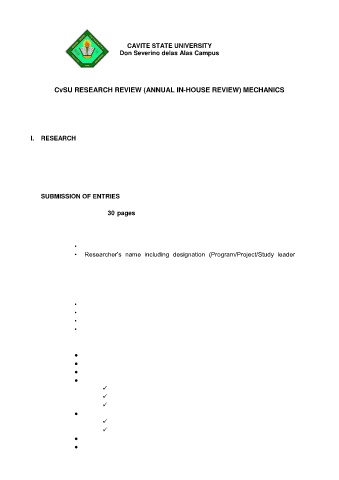 CAVITE STATE UNIVERSITY
Don Severino delas Alas Campus
CvSU RESEARCH REVIEW (ANNUAL IN-HOUSE REVIEW) MECHANICS
I. RESEARCH
SUBMISSION OF ENTRIES
30 pages
•
• Researcher's name including designation (Program/Project/Study leader
•
•
•
•
●
●
●
●
✓
✓
✓
●
✓
✓
●
●